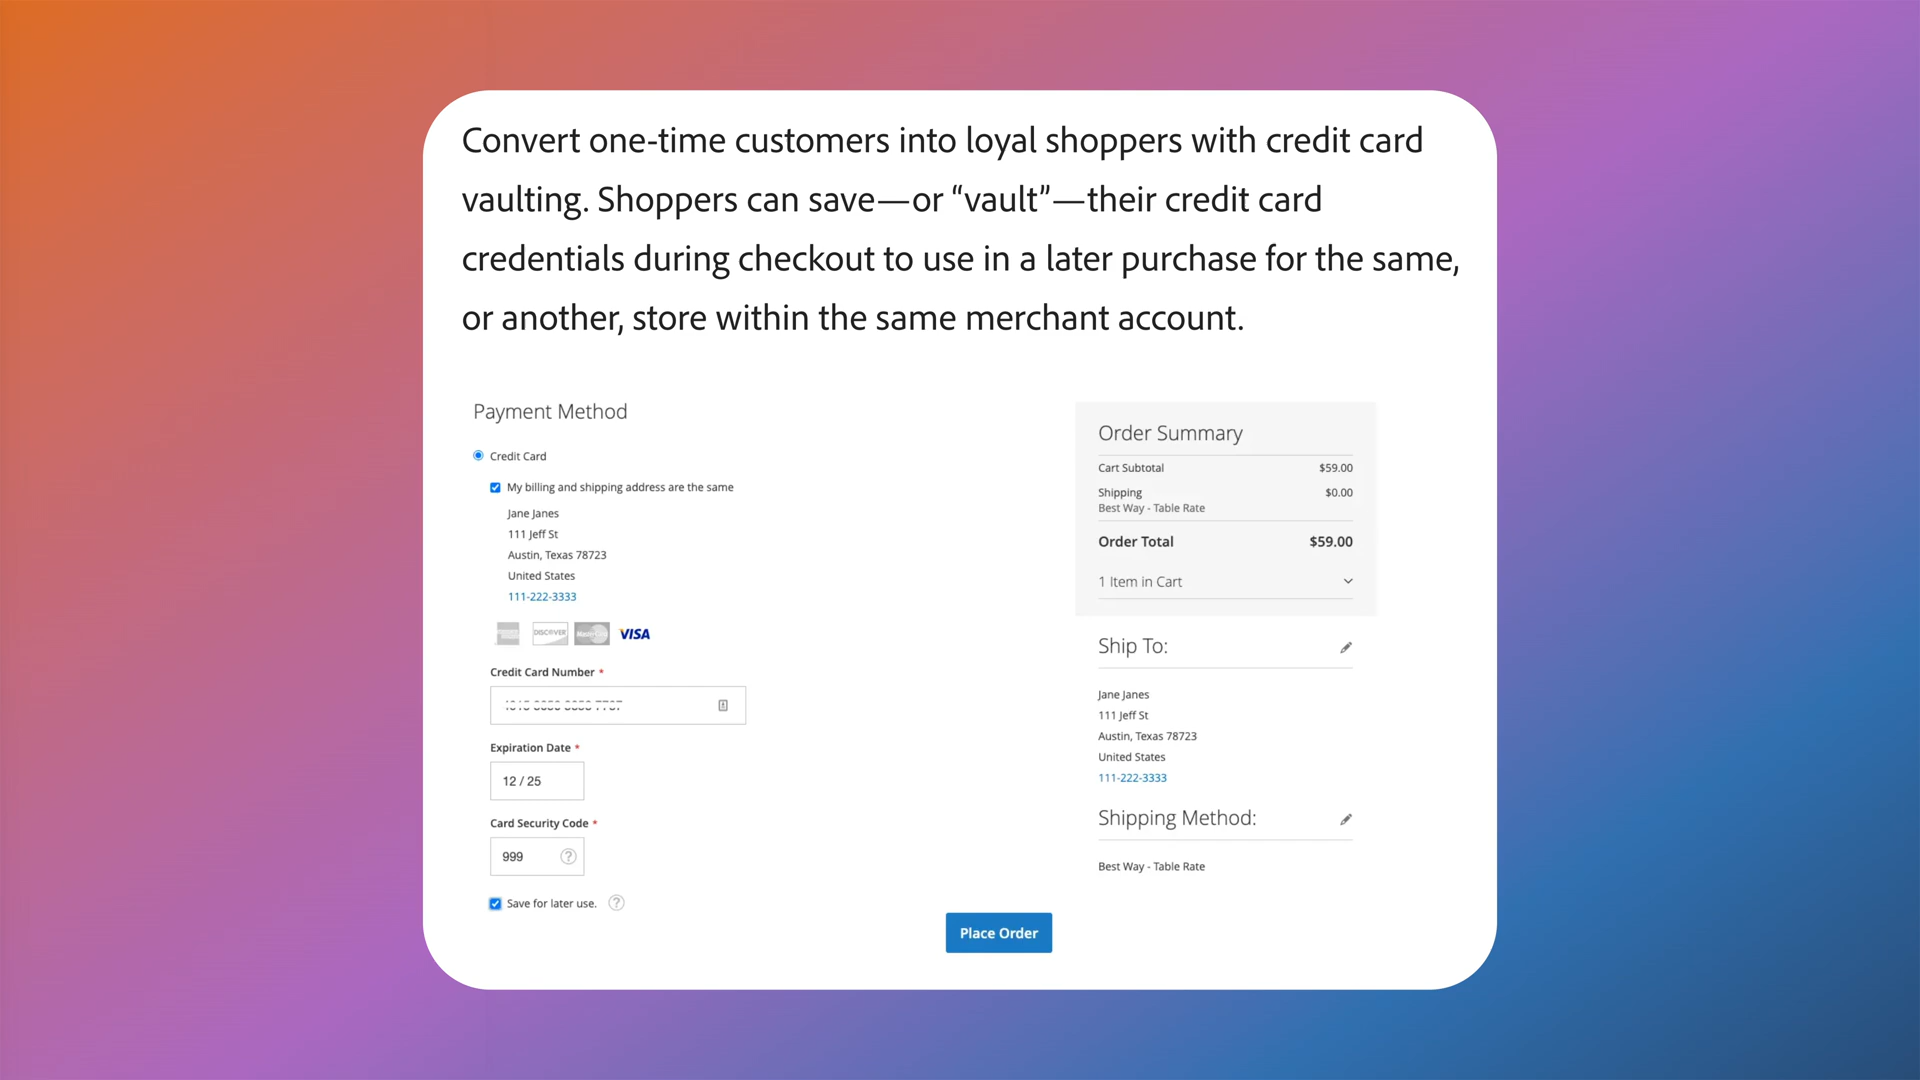 Convert one-time customers into loyal shoppers with credit card
vaulting. Shoppers can save—or “vault”—their credit card
credentials during checkout to use in a later purchase for the same,
or another, store within the same merchant account.
Payment Method
Credit Card
My billing and shipping address are the same
Jane Janes
111 Jeff St
Austin, Texas 78723
United States
111-222-3333
DISCOVER MasterCard VISA
Credit Card Number *
Expiration Date *
12 / 25
Card Security Code *
999 ?
Save for later use. ?
Place Order
Order Summary
Cart Subtotal $59.00
Shipping $0.00
Best Way - Table Rate
Order Total $59.00
1 Item in Cart
Ship To:
Jane Janes
111 Jeff St
Austin, Texas 78723
United States
111-222-3333
Shipping Method:
Best Way - Table Rate